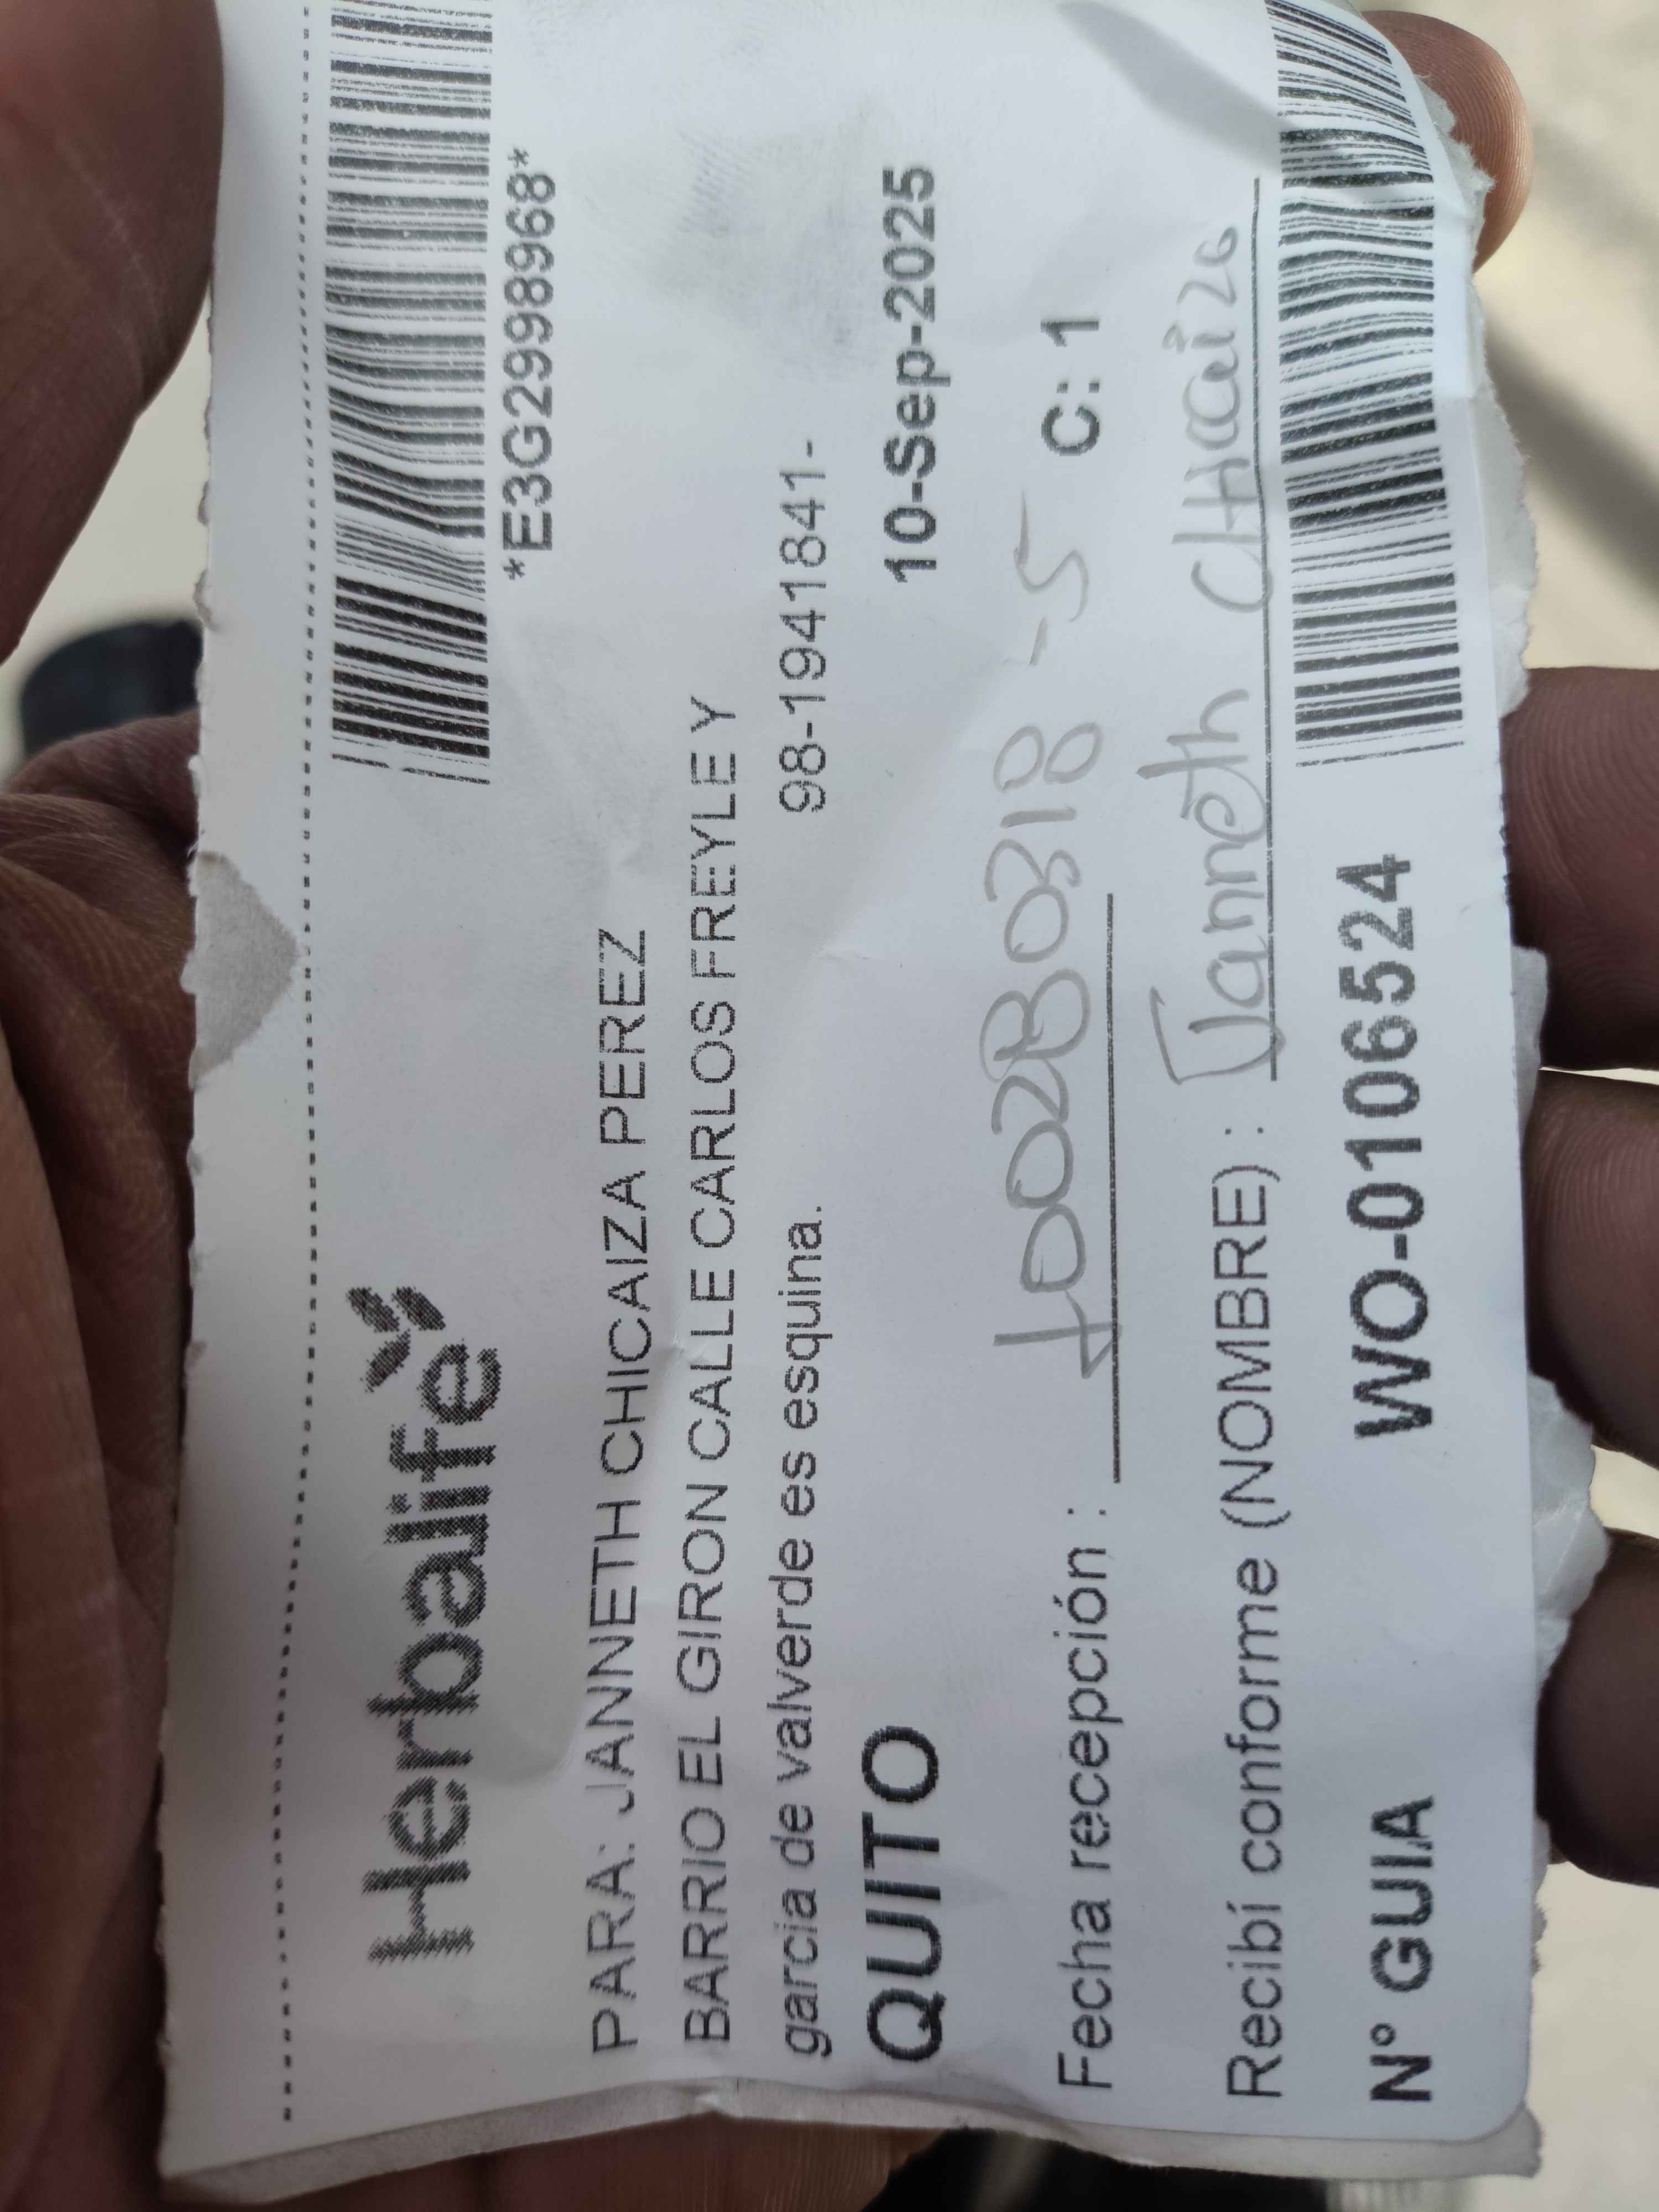 Herbalife
*E3G2998968*
PARA: JANNETH CHICAIZA PEREZ
BARRIO EL GIRON CALLE CARLOS FREYLE Y
garcia de valverde es esquina. 98-1941841-
QUITO 10-Sep-2025
Fecha recepción : C: 1
Recibí conforme (NOMBRE) : Janneth
N° GUIA WO-0106524